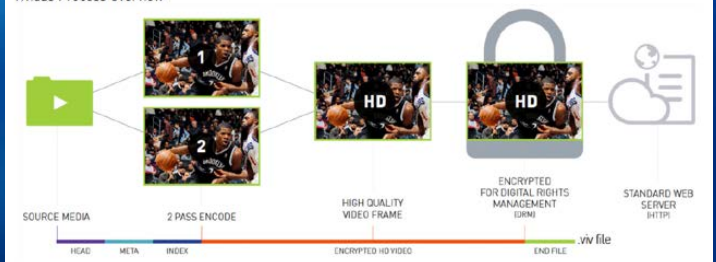 1
2
HD
HD
SOURCE MEDIA
2 PASS ENCODE
HIGH QUALITY
VIDEO FRAME
ENCRYPTED
FOR DIGITAL RIGHTS
MANAGEMENT
(DRM)
STANDARD WEB
SERVER
(HTTP)
.viv file
HEAD
META
INDEX
ENCRYPTED HD VIDEO
END FILE